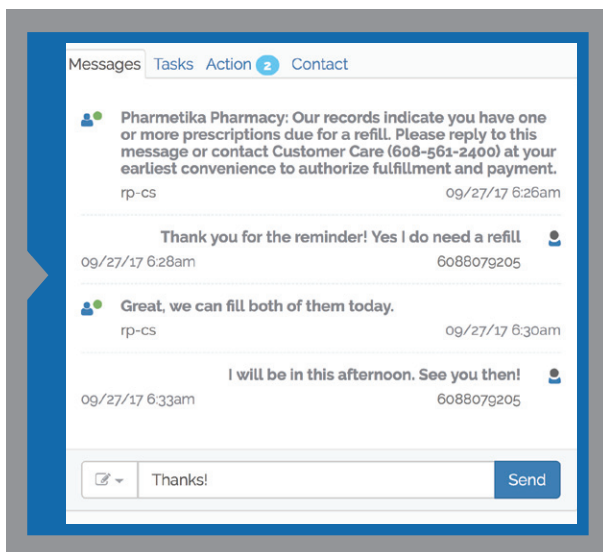 Messages Tasks Action 2 Contact
Pharmetika Pharmacy: Our records indicate you have one
or more prescriptions due for a refill. Please reply to this
message or contact Customer Care (608-561-2400) at your
earliest convenience to authorize fulfillment and payment.
rp-cs 09/27/17 6:26am
Thank you for the reminder! Yes I do need a refill
09/27/17 6:28am 6088079205
Great, we can fill both of them today.
rp-cs 09/27/17 6:30am
I will be in this afternoon. See you then!
09/27/17 6:33am 6088079205
Thanks! Send